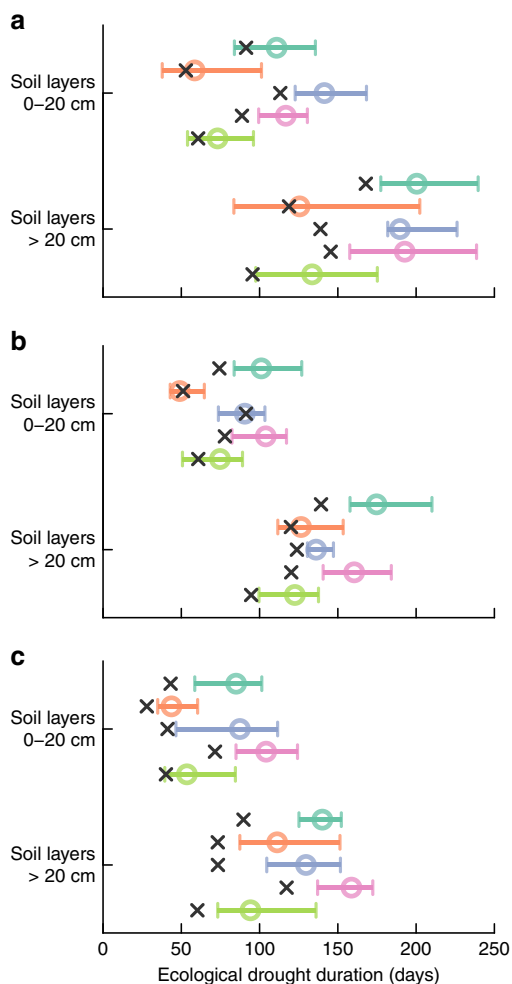 a
Soil layers
0–20 cm
Soil layers
> 20 cm
b
Soil layers
0–20 cm
Soil layers
> 20 cm
c
Soil layers
0–20 cm
Soil layers
> 20 cm
0 50 100 150 200 250
Ecological drought duration (days)